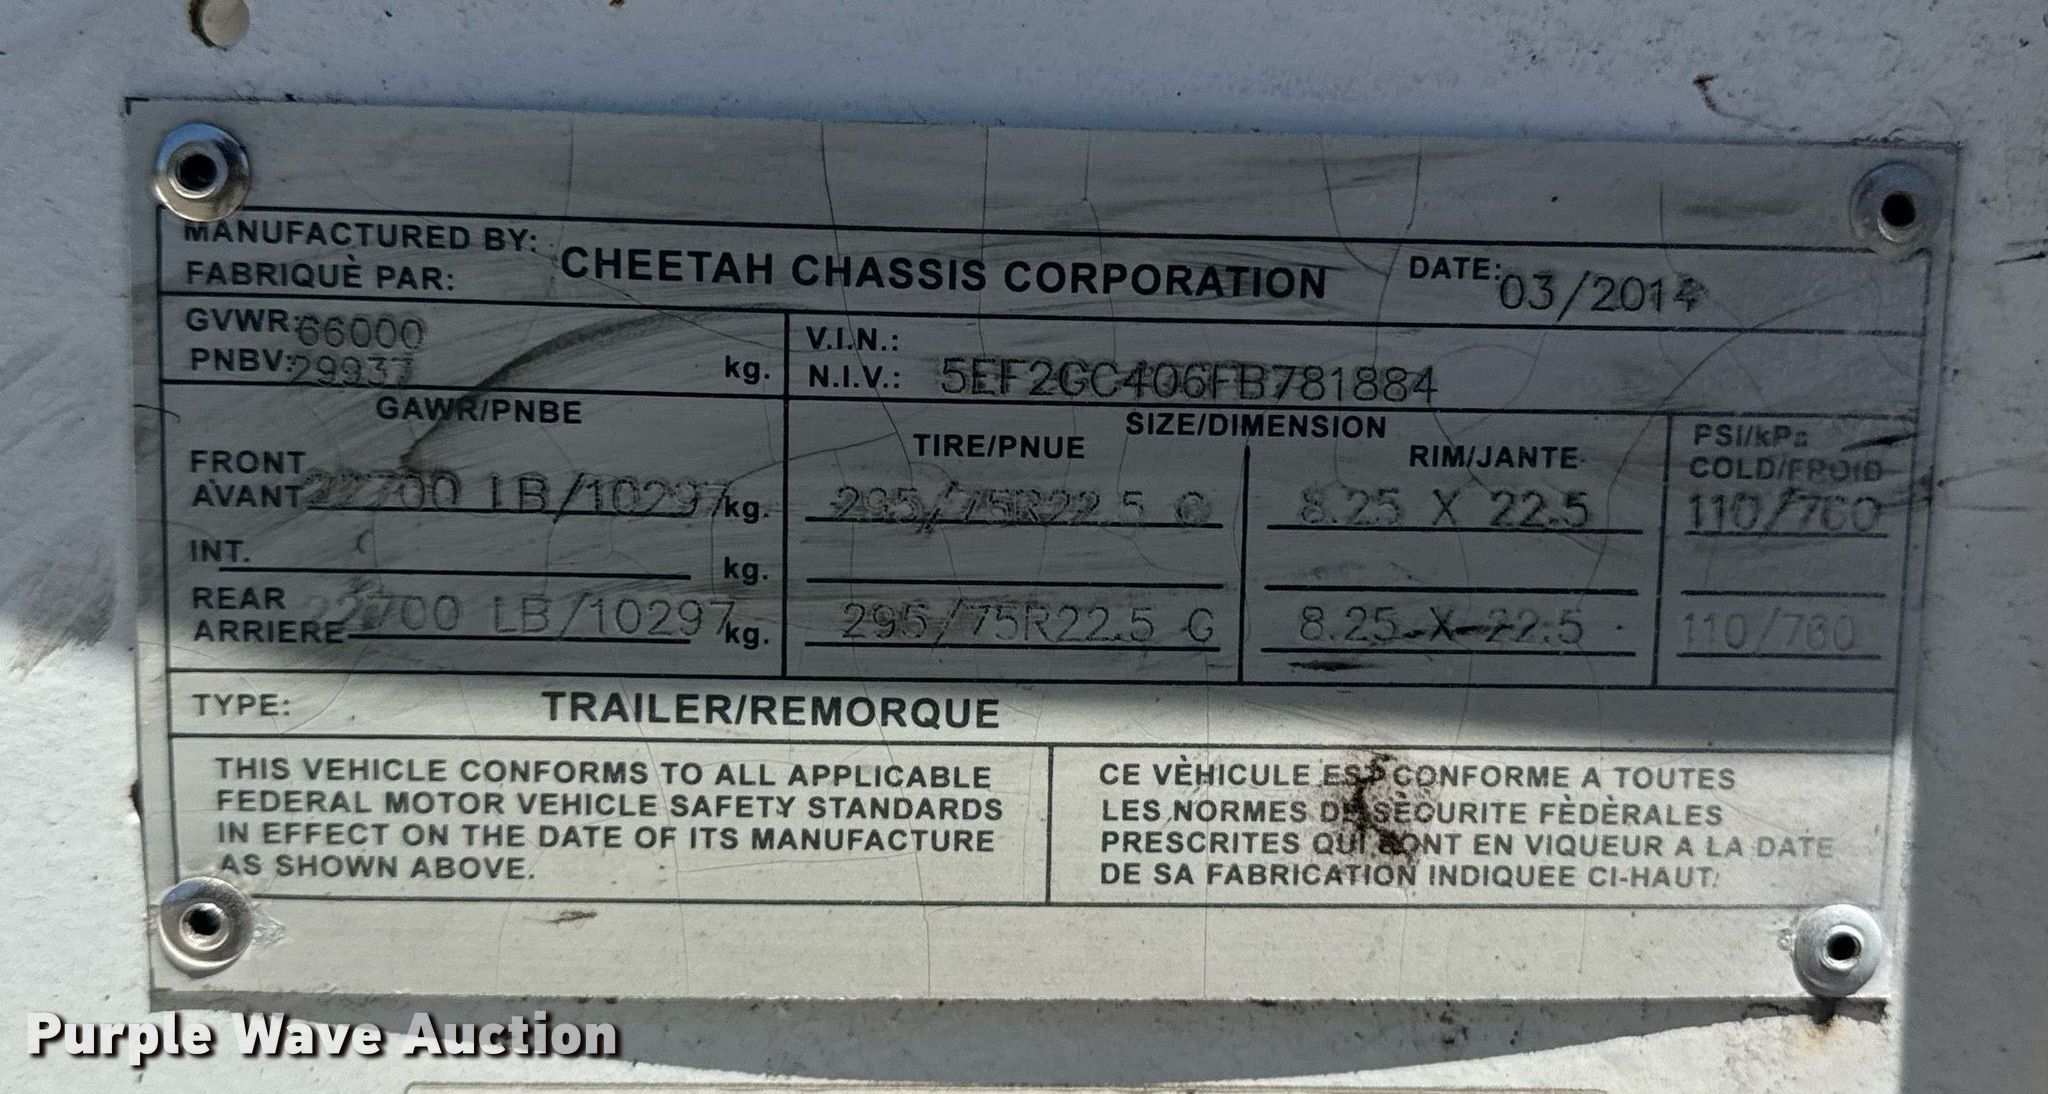 MANUFACTURED BY:
FABRIQUÈ PAR:
CHEETAH CHASSIS CORPORATION
DATE: 03/2014
GVWR: 66000
PNBV: 29937 kg.
V.I.N.:
N.I.V.: 5EF2GC406FB781884
GAWR/PNBE
SIZE/DIMENSION
TIRE/PNUE
RIM/JANTE
PSI/kPa
COLD/FROID
FRONT
AVANT 22700 LB/10297 kg. 295/75R22.5 G 8.25 X 22.5 110/760
INT. kg.
REAR
ARRIERE 22700 LB/10297 kg. 295/75R22.5 G 8.25 X 22.5 110/760
TYPE: TRAILER/REMORQUE
THIS VEHICLE CONFORMS TO ALL APPLICABLE
FEDERAL MOTOR VEHICLE SAFETY STANDARDS
IN EFFECT ON THE DATE OF ITS MANUFACTURE
AS SHOWN ABOVE.
CE VÈHICULE EST CONFORME A TOUTES
LES NORMES DE SÈCURITE FÈDÈRALES
PRESCRITES QUI SONT EN VIQUEUR A LA DATE
DE SA FABRICATION INDIQUEE CI-HAUT.
Purple Wave Auction